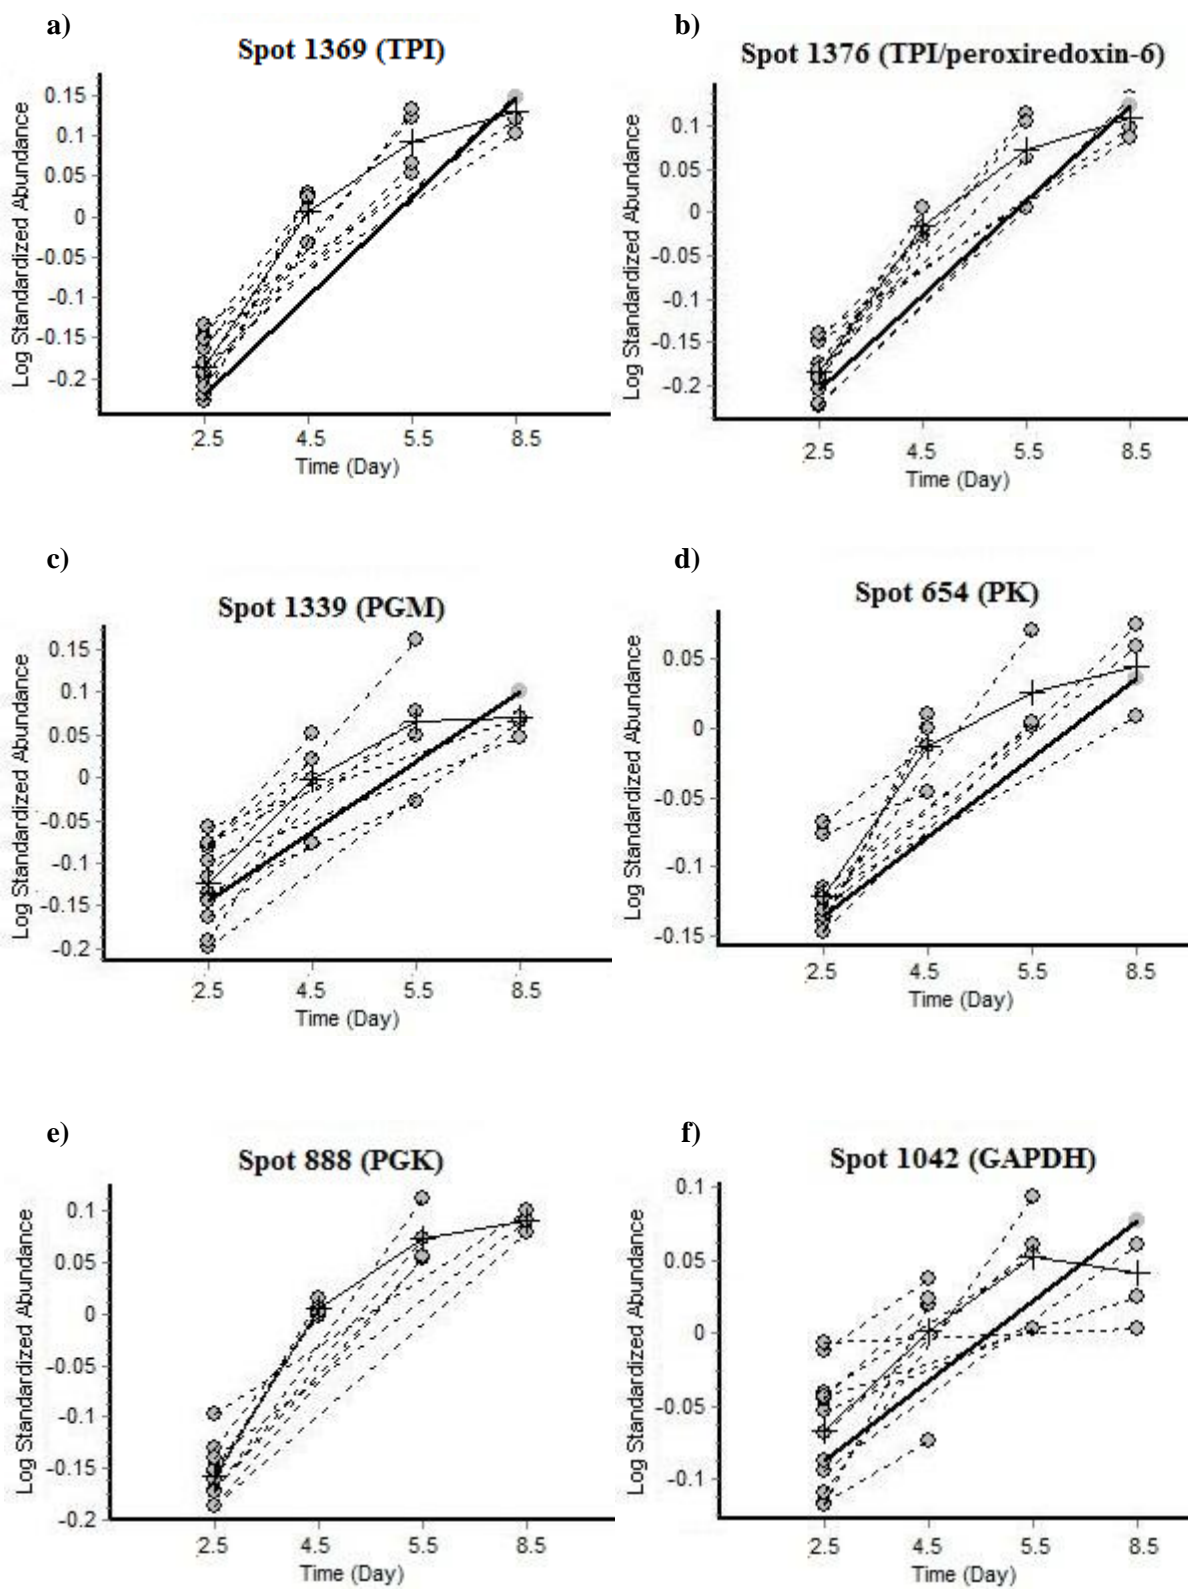 a)
Spot 1369 (TPI)
Log Standardized Abundance
0.15
0.1
0.05
0
-0.05
-0.1
-0.15
-0.2
2.5 4.5 5.5 8.5
Time (Day)
b)
Spot 1376 (TPI/peroxiredoxin-6)
Log Standardized Abundance
0.1
0.05
0
-0.05
-0.1
-0.15
-0.2
2.5 4.5 5.5 8.5
Time (Day)
c)
Spot 1339 (PGM)
Log Standardized Abundance
0.15
0.1
0.05
0
-0.05
-0.1
-0.15
-0.2
2.5 4.5 5.5 8.5
Time (Day)
d)
Spot 654 (PK)
Log Standardized Abundance
0.05
0
-0.05
-0.1
-0.15
2.5 4.5 5.5 8.5
Time (Day)
e)
Spot 888 (PGK)
Log Standardized Abundance
0.1
0.05
0
-0.05
-0.1
-0.15
-0.2
2.5 4.5 5.5 8.5
Time (Day)
f)
Spot 1042 (GAPDH)
Log Standardized Abundance
0.1
0.05
0
-0.05
-0.1
2.5 4.5 5.5 8.5
Time (Day)